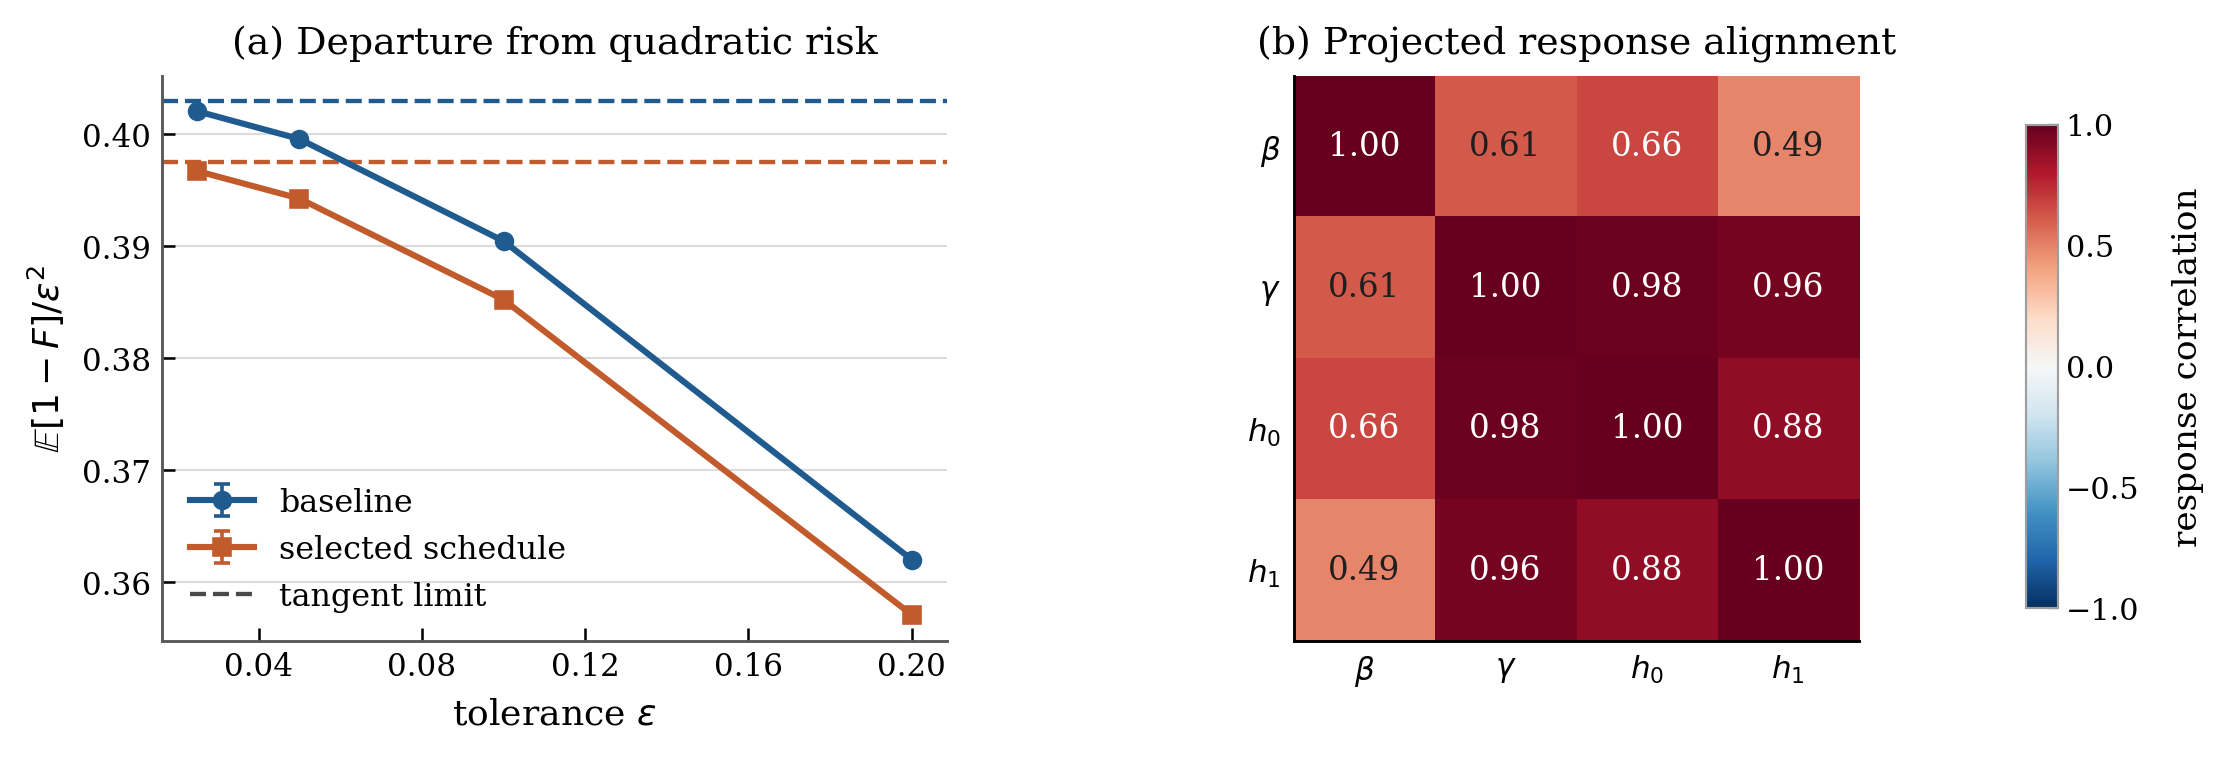 (a) Departure from quadratic risk
𝔼[1 − F]/ε²
0.40
0.39
0.38
0.37
0.36
baseline
selected schedule
tangent limit
0.04 0.08 0.12 0.16 0.20
tolerance ε
(b) Projected response alignment
β 1.00 0.61 0.66 0.49
γ 0.61 1.00 0.98 0.96
h₀ 0.66 0.98 1.00 0.88
h₁ 0.49 0.96 0.88 1.00
β γ h₀ h₁
1.0
0.5
0.0
−0.5
−1.0
response correlation